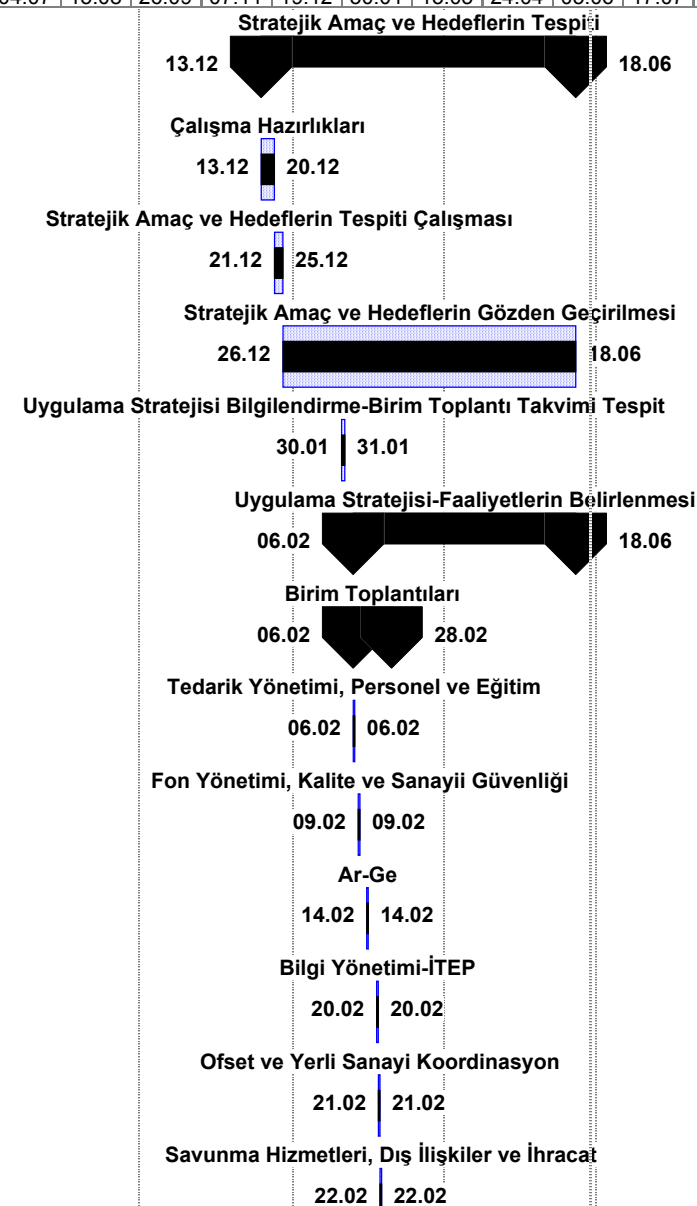 Stratejik Amaç ve Hedeflerin Tespiti
13.12 18.06
Çalışma Hazırlıkları
13.12 20.12
Stratejik Amaç ve Hedeflerin Tespiti Çalışması
21.12 25.12
Stratejik Amaç ve Hedeflerin Gözden Geçirilmesi
26.12 18.06
Uygulama Stratejisi Bilgilendirme-Birim Toplantı Takvimi Tespit
30.01 31.01
Uygulama Stratejisi-Faaliyetlerin Belirlenmesi
06.02 18.06
Birim Toplantıları
06.02 28.02
Tedarik Yönetimi, Personel ve Eğitim
06.02 06.02
Fon Yönetimi, Kalite ve Sanayii Güvenliği
09.02 09.02
Ar-Ge
14.02 14.02
Bilgi Yönetimi-İTEP
20.02 20.02
Ofset ve Yerli Sanayi Koordinasyon
21.02 21.02
Savunma Hizmetleri, Dış İlişkiler ve İhracat
22.02 22.02